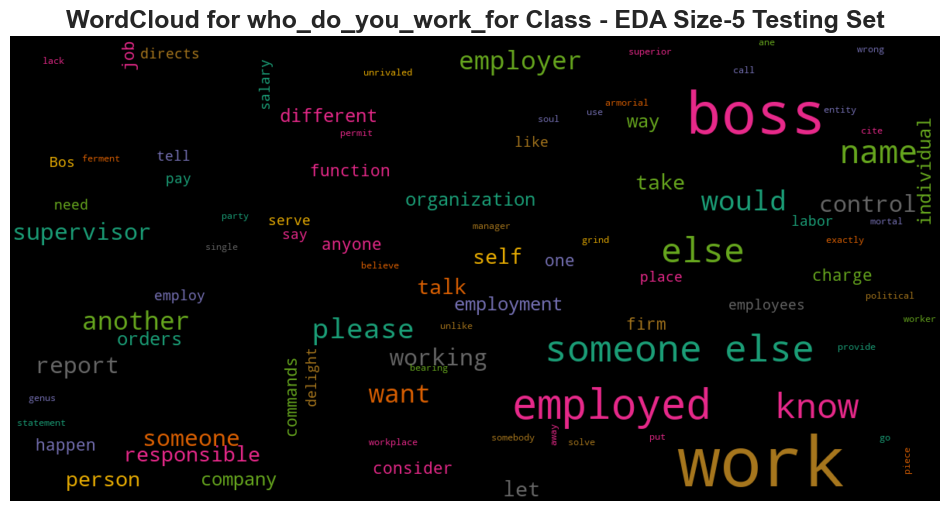 WordCloud for who_do_you_work_for Class - EDA Size-5 Testing Set
lack
job
directs
salary
unrivaled
employer
superior
ane
wrong
call
boss
different
permit
soul
use
armorial
way
entity
cite
name
individual
Bos
ferment
tell
pay
function
like
take
organization
would
control
labor
mortal
need
supervisor
party
single
serve
say
anyone
manager
self
believe
one
grind
else
exactly
place
charge
employ
talk
employment
employees
political
worker
another
orders
please
unlike
firm
someone else
provide
report
working
bearing
delight
commands
want
employed
know
genus
statement
happen
someone
responsible
workplace
consider
somebody
away
solve
put
work
go
piece
person
company
let